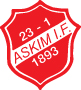 23 - 1
ASKIM I.F.
1893